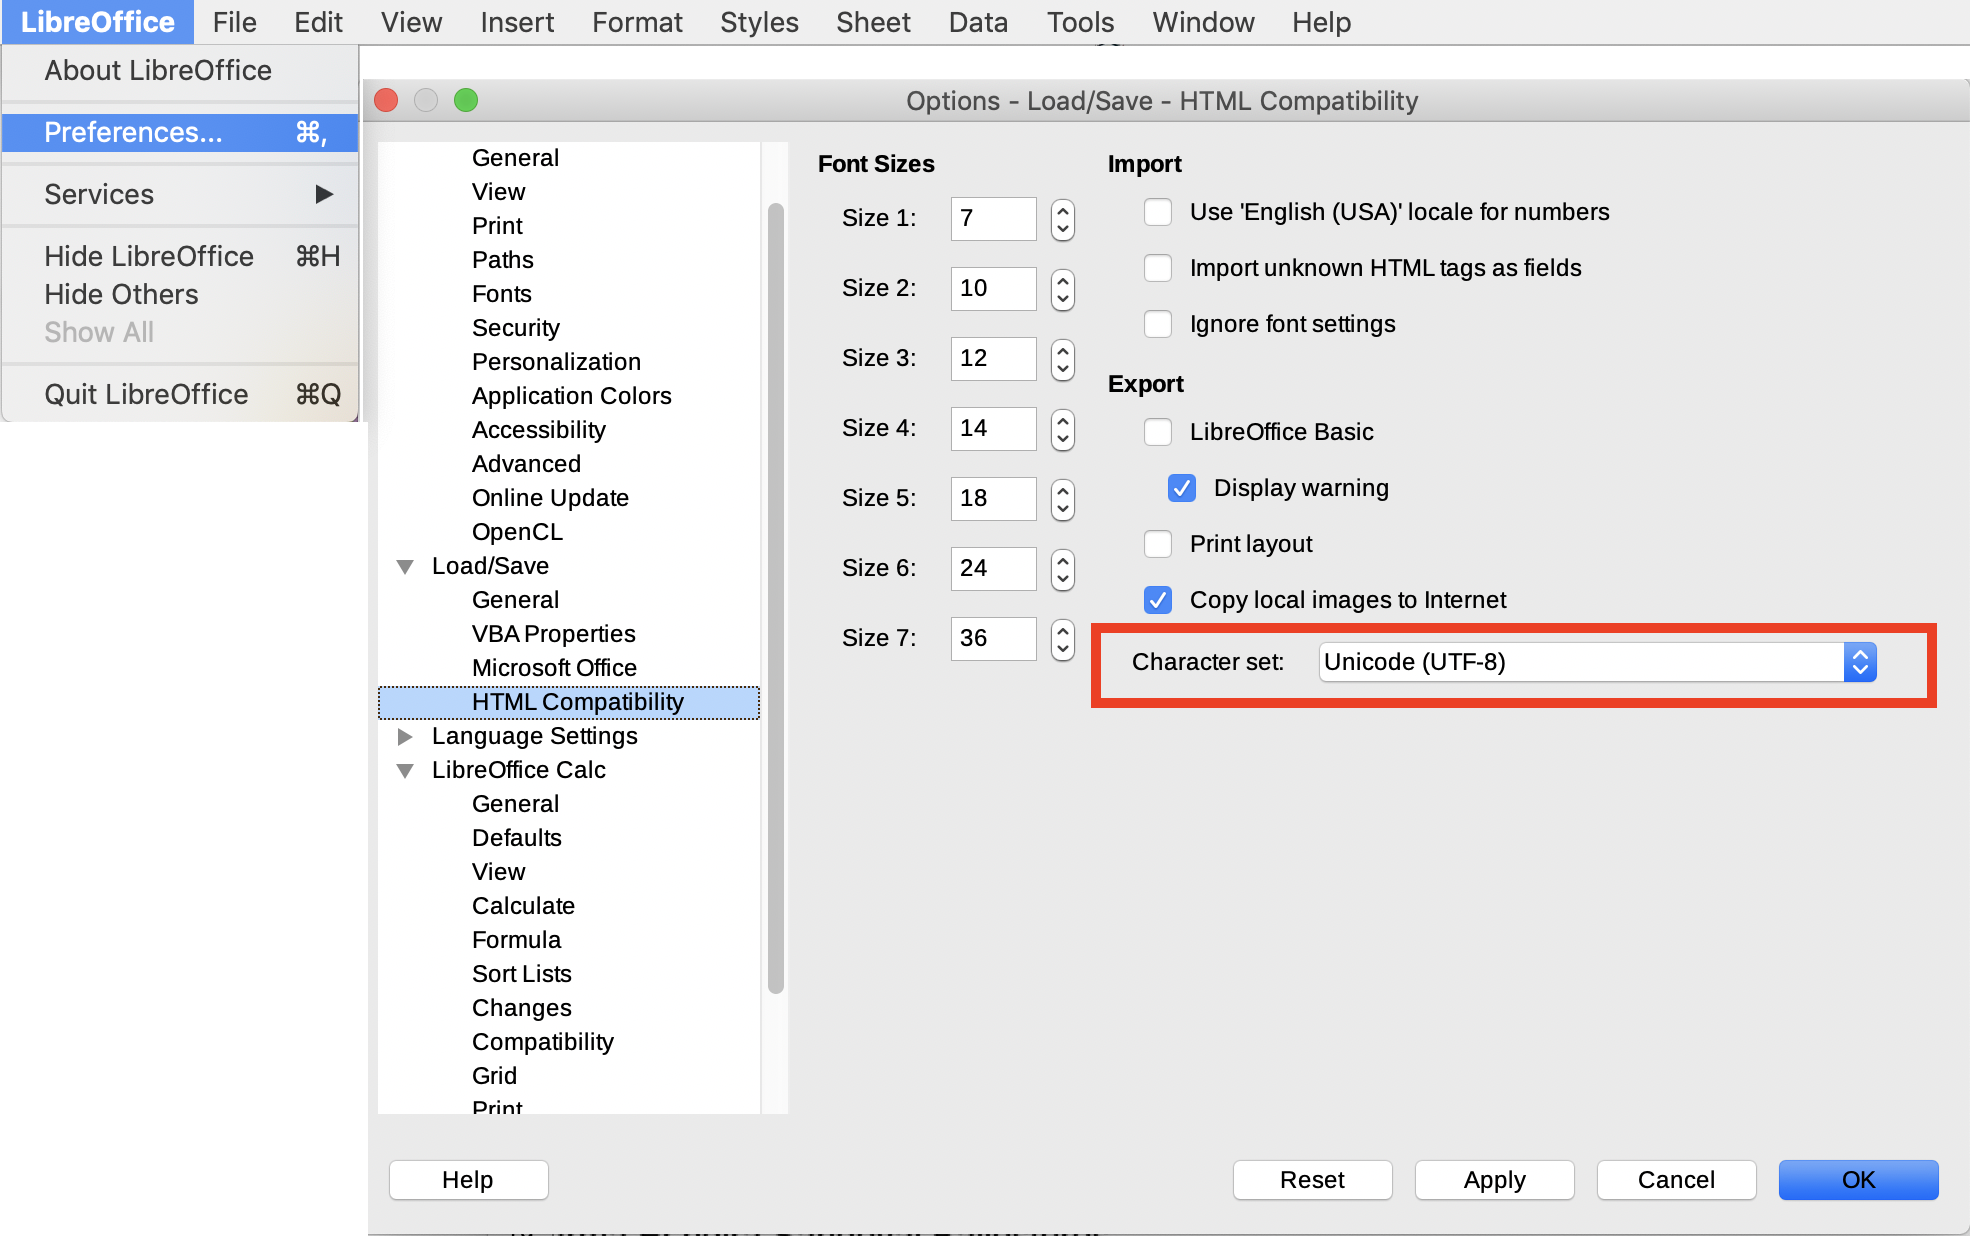 LibreOffice File Edit View Insert Format Styles Sheet Data Tools Window Help
About LibreOffice
Preferences... ⌘,
Services ▶
Hide LibreOffice ⌘H
Hide Others
Show All
Quit LibreOffice ⌘Q
Options - Load/Save - HTML Compatibility
General
View
Print
Paths
Fonts
Security
Personalization
Application Colors
Accessibility
Advanced
Online Update
OpenCL
Load/Save
General
VBA Properties
Microsoft Office
HTML Compatibility
Language Settings
LibreOffice Calc
General
Defaults
View
Calculate
Formula
Sort Lists
Changes
Compatibility
Grid
Print
Font Sizes
Size 1: 7
Size 2: 10
Size 3: 12
Size 4: 14
Size 5: 18
Size 6: 24
Size 7: 36
Import
Use 'English (USA)' locale for numbers
Import unknown HTML tags as fields
Ignore font settings
Export
LibreOffice Basic
Display warning
Print layout
Copy local images to Internet
Character set: Unicode (UTF-8)
Help Reset Apply Cancel OK